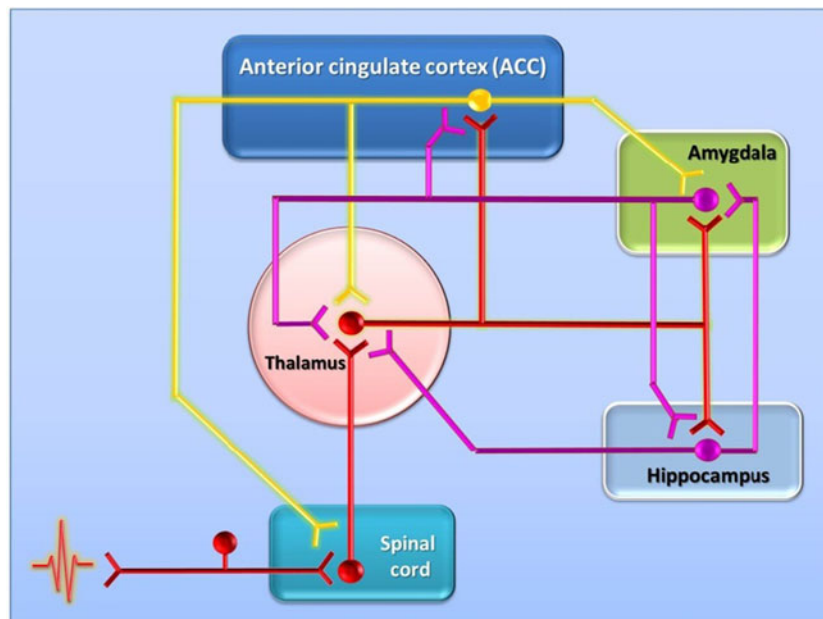 Anterior cingulate cortex (ACC)
Amygdala
Thalamus
Hippocampus
Spinal
cord